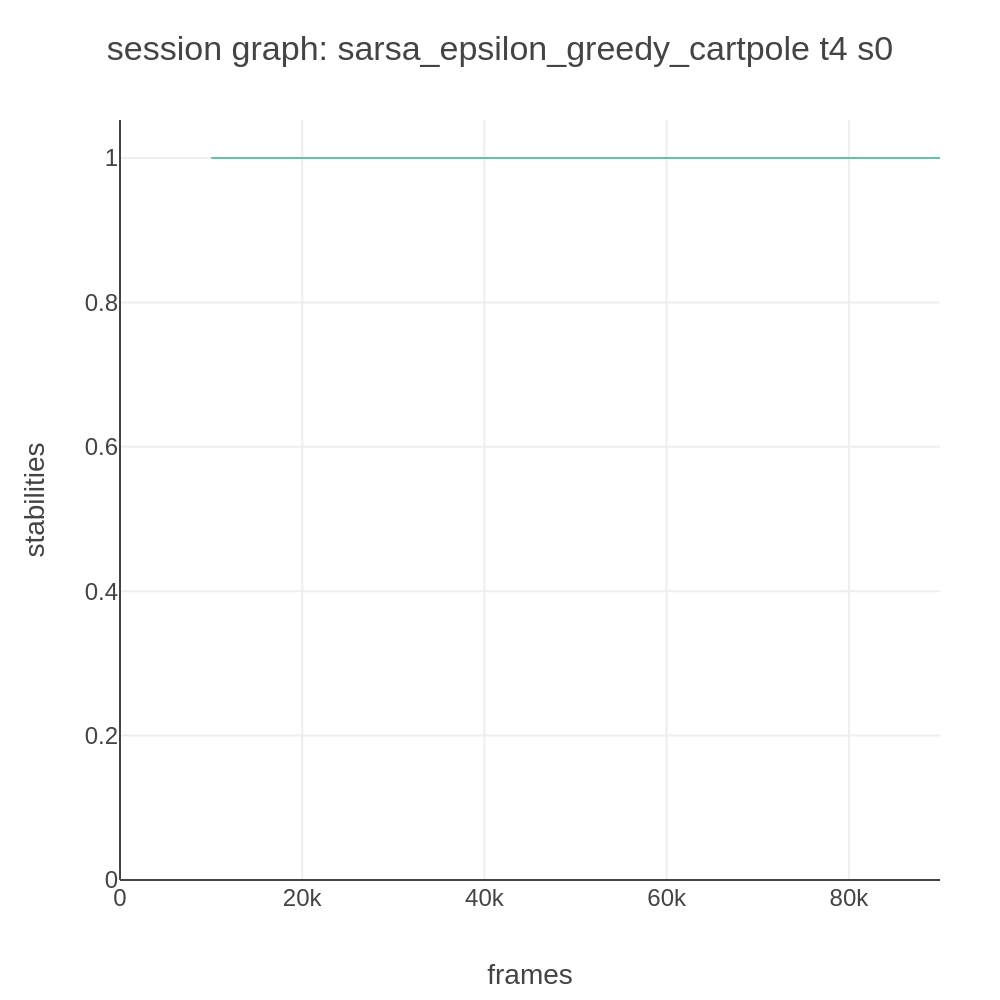 session graph: sarsa_epsilon_greedy_cartpole t4 s0
1
0.8
0.6
0.4
0.2
0
stabilities
0
20k
40k
60k
80k
frames